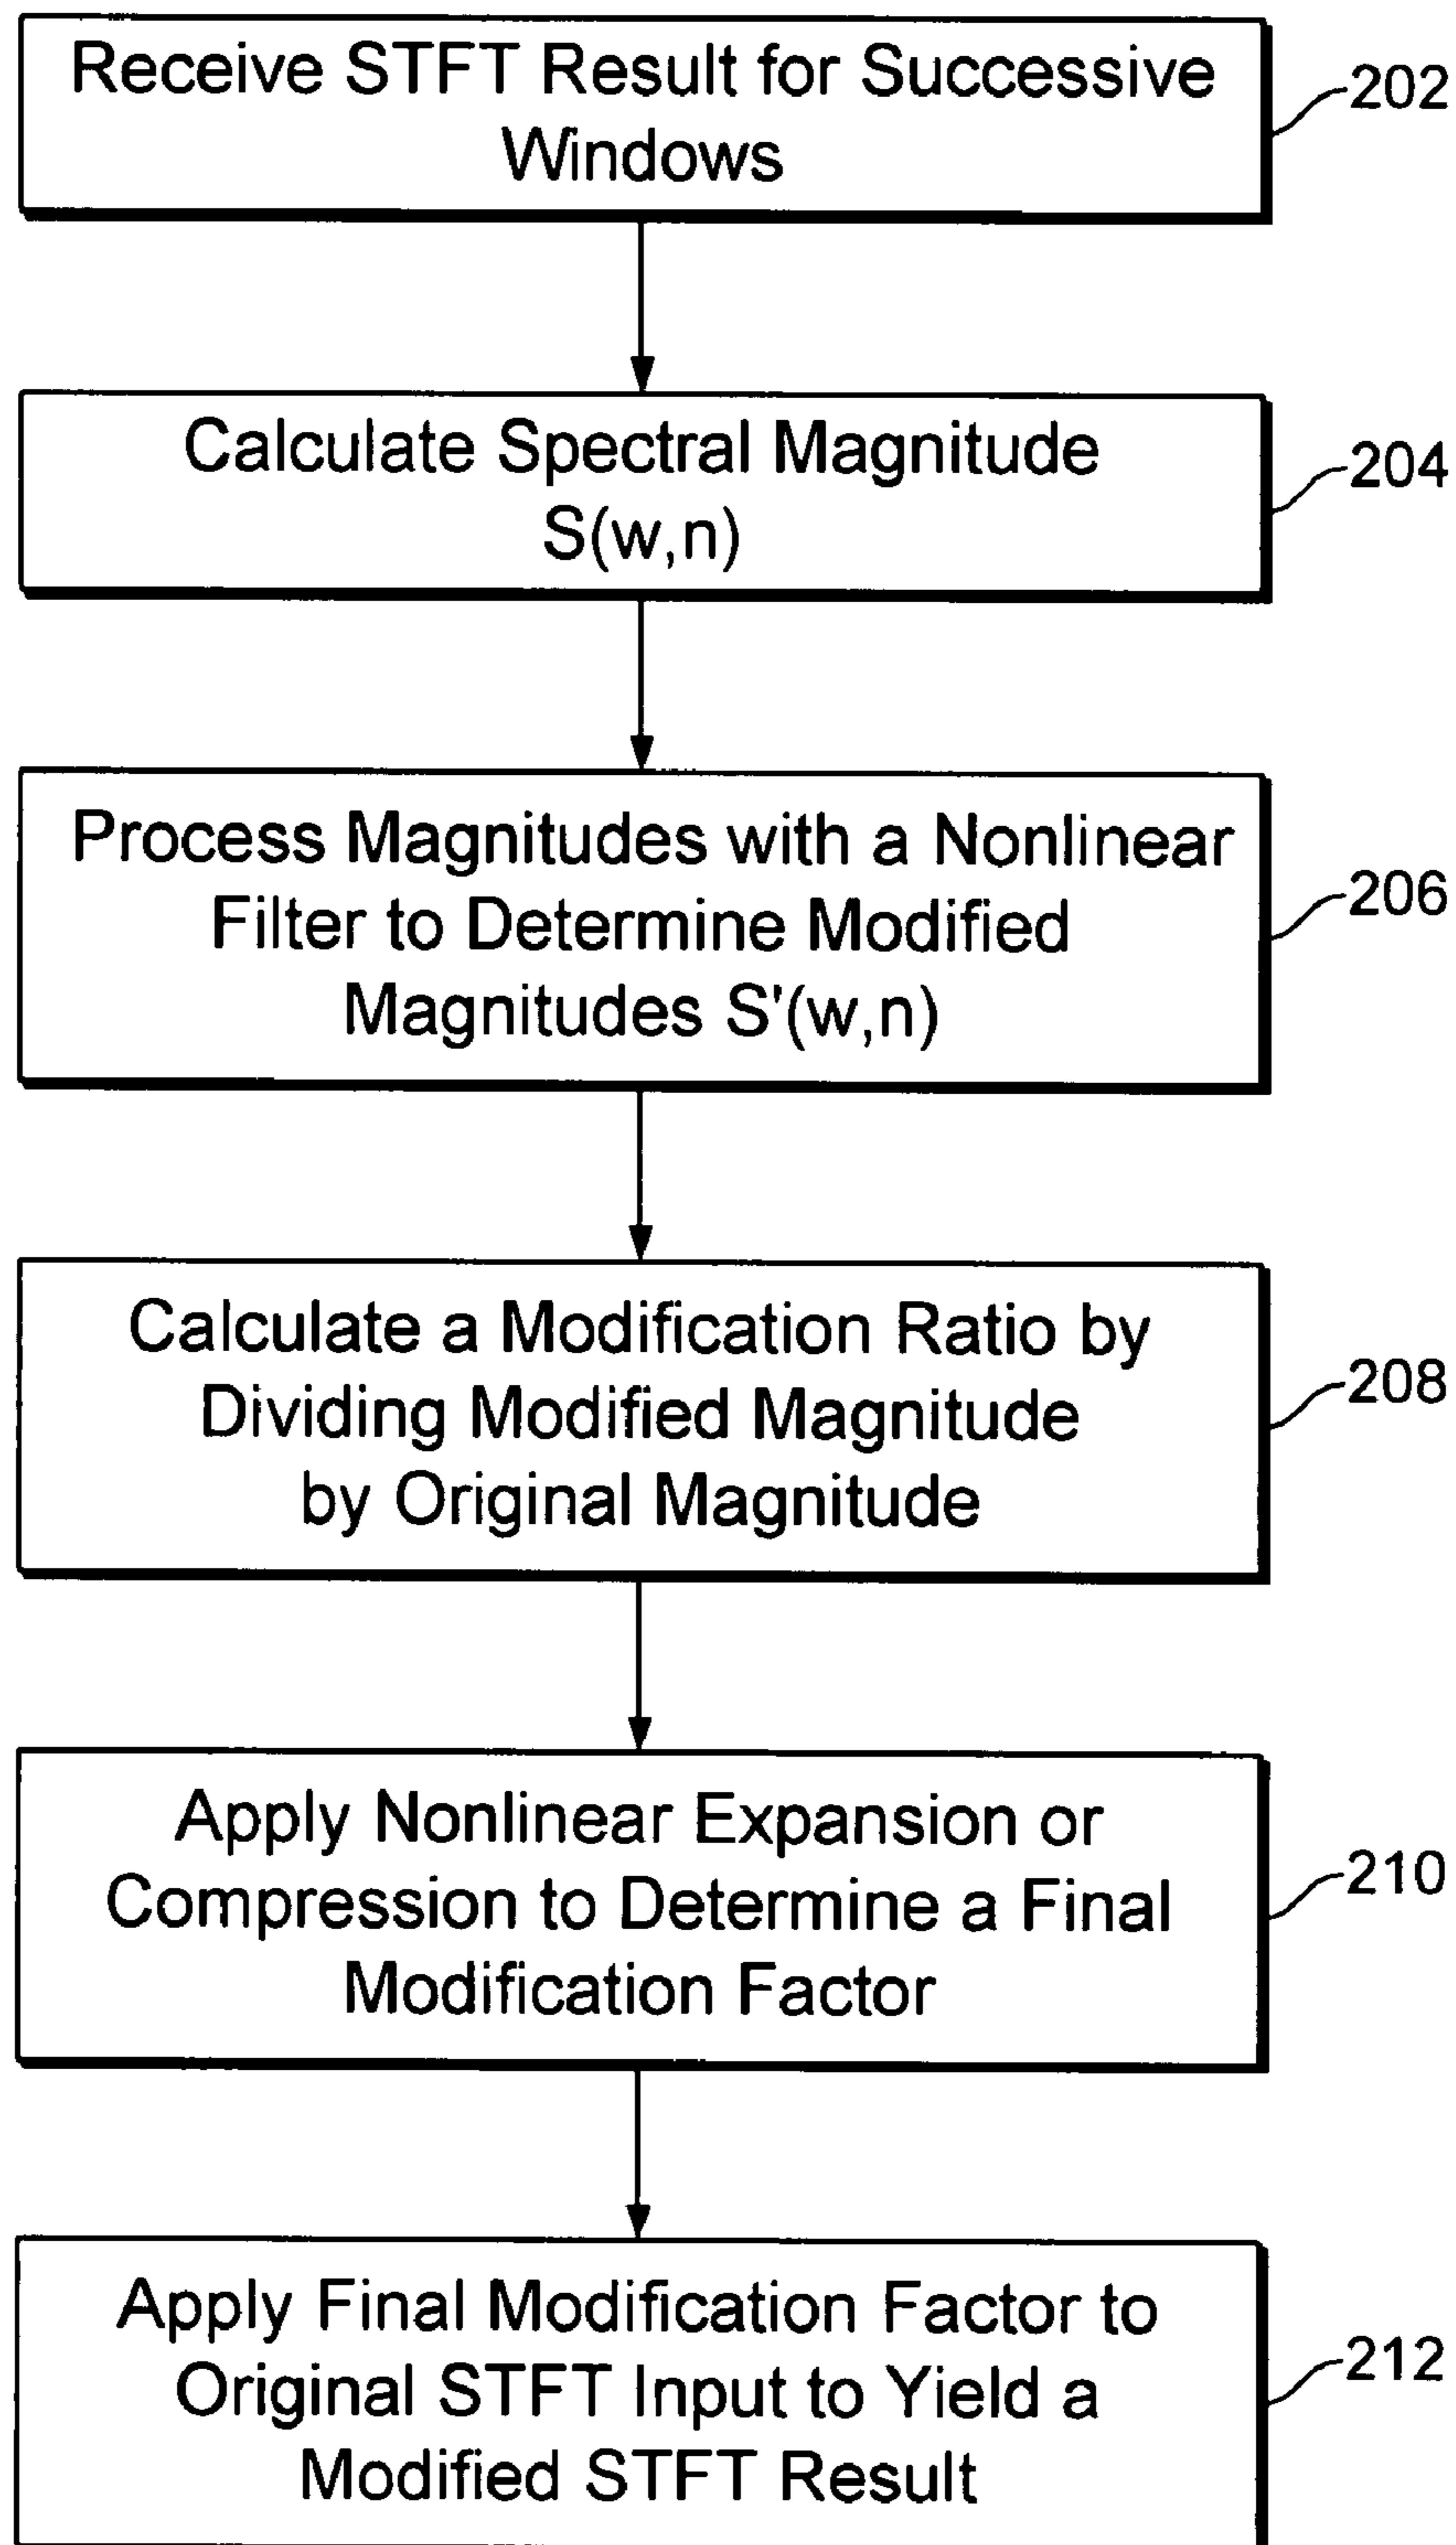 Receive STFT Result for Successive
Windows
202
Calculate Spectral Magnitude
S(w,n)
204
Process Magnitudes with a Nonlinear
Filter to Determine Modified
Magnitudes S'(w,n)
206
Calculate a Modification Ratio by
Dividing Modified Magnitude
by Original Magnitude
208
Apply Nonlinear Expansion or
Compression to Determine a Final
Modification Factor
210
Apply Final Modification Factor to
Original STFT Input to Yield a
Modified STFT Result
212